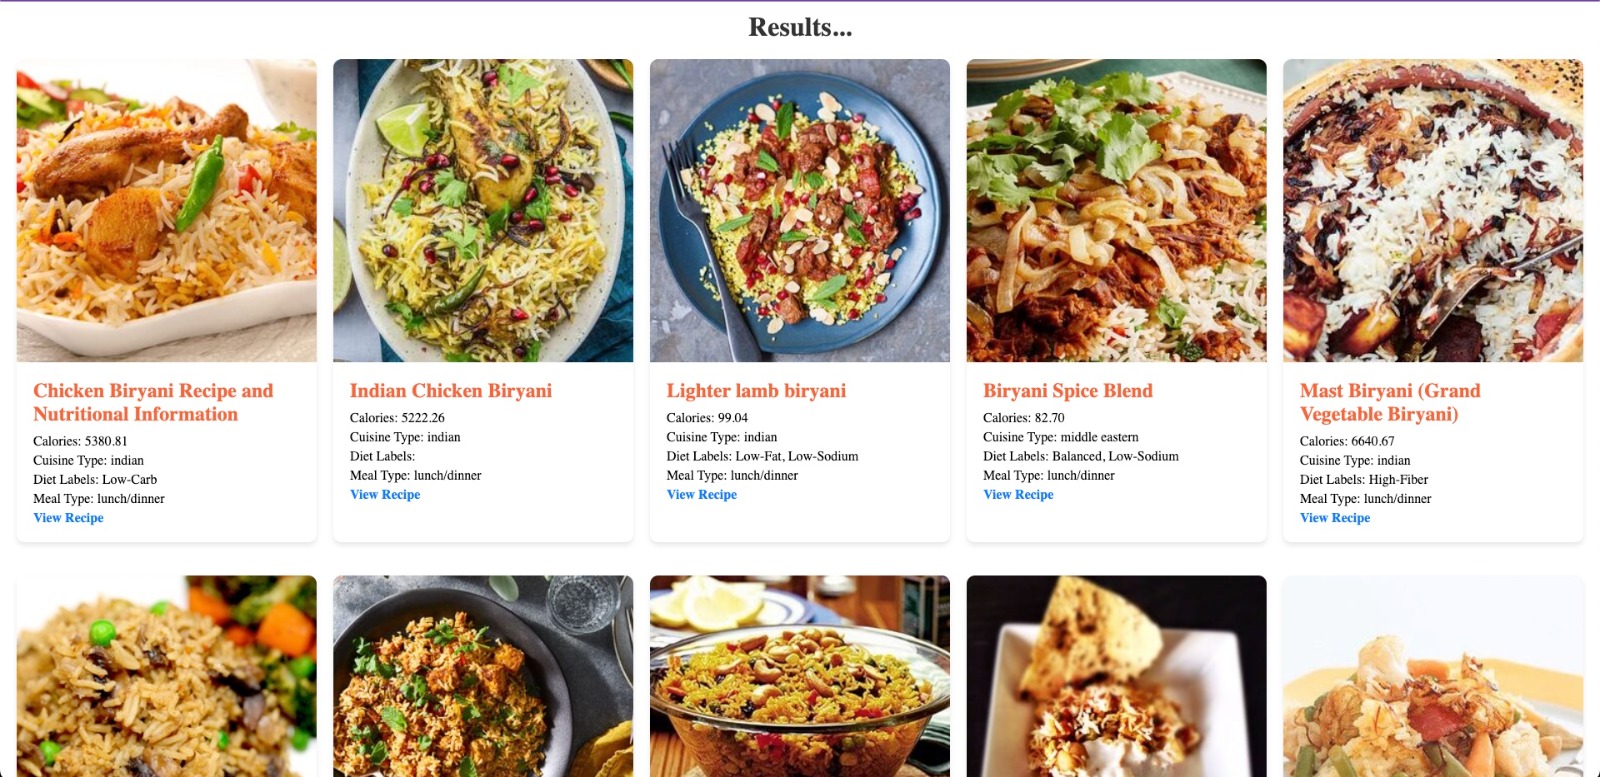 Results...
Chicken Biryani Recipe and
Nutritional Information
Calories: 5380.81
Cuisine Type: indian
Diet Labels: Low-Carb
Meal Type: lunch/dinner
View Recipe
Indian Chicken Biryani
Calories: 5222.26
Cuisine Type: indian
Diet Labels:
Meal Type: lunch/dinner
View Recipe
Lighter lamb biryani
Calories: 99.04
Cuisine Type: indian
Diet Labels: Low-Fat, Low-Sodium
Meal Type: lunch/dinner
View Recipe
Biryani Spice Blend
Calories: 82.70
Cuisine Type: middle eastern
Diet Labels: Balanced, Low-Sodium
Meal Type: lunch/dinner
View Recipe
Mast Biryani (Grand
Vegetable Biryani)
Calories: 6640.67
Cuisine Type: indian
Diet Labels: High-Fiber
Meal Type: lunch/dinner
View Recipe